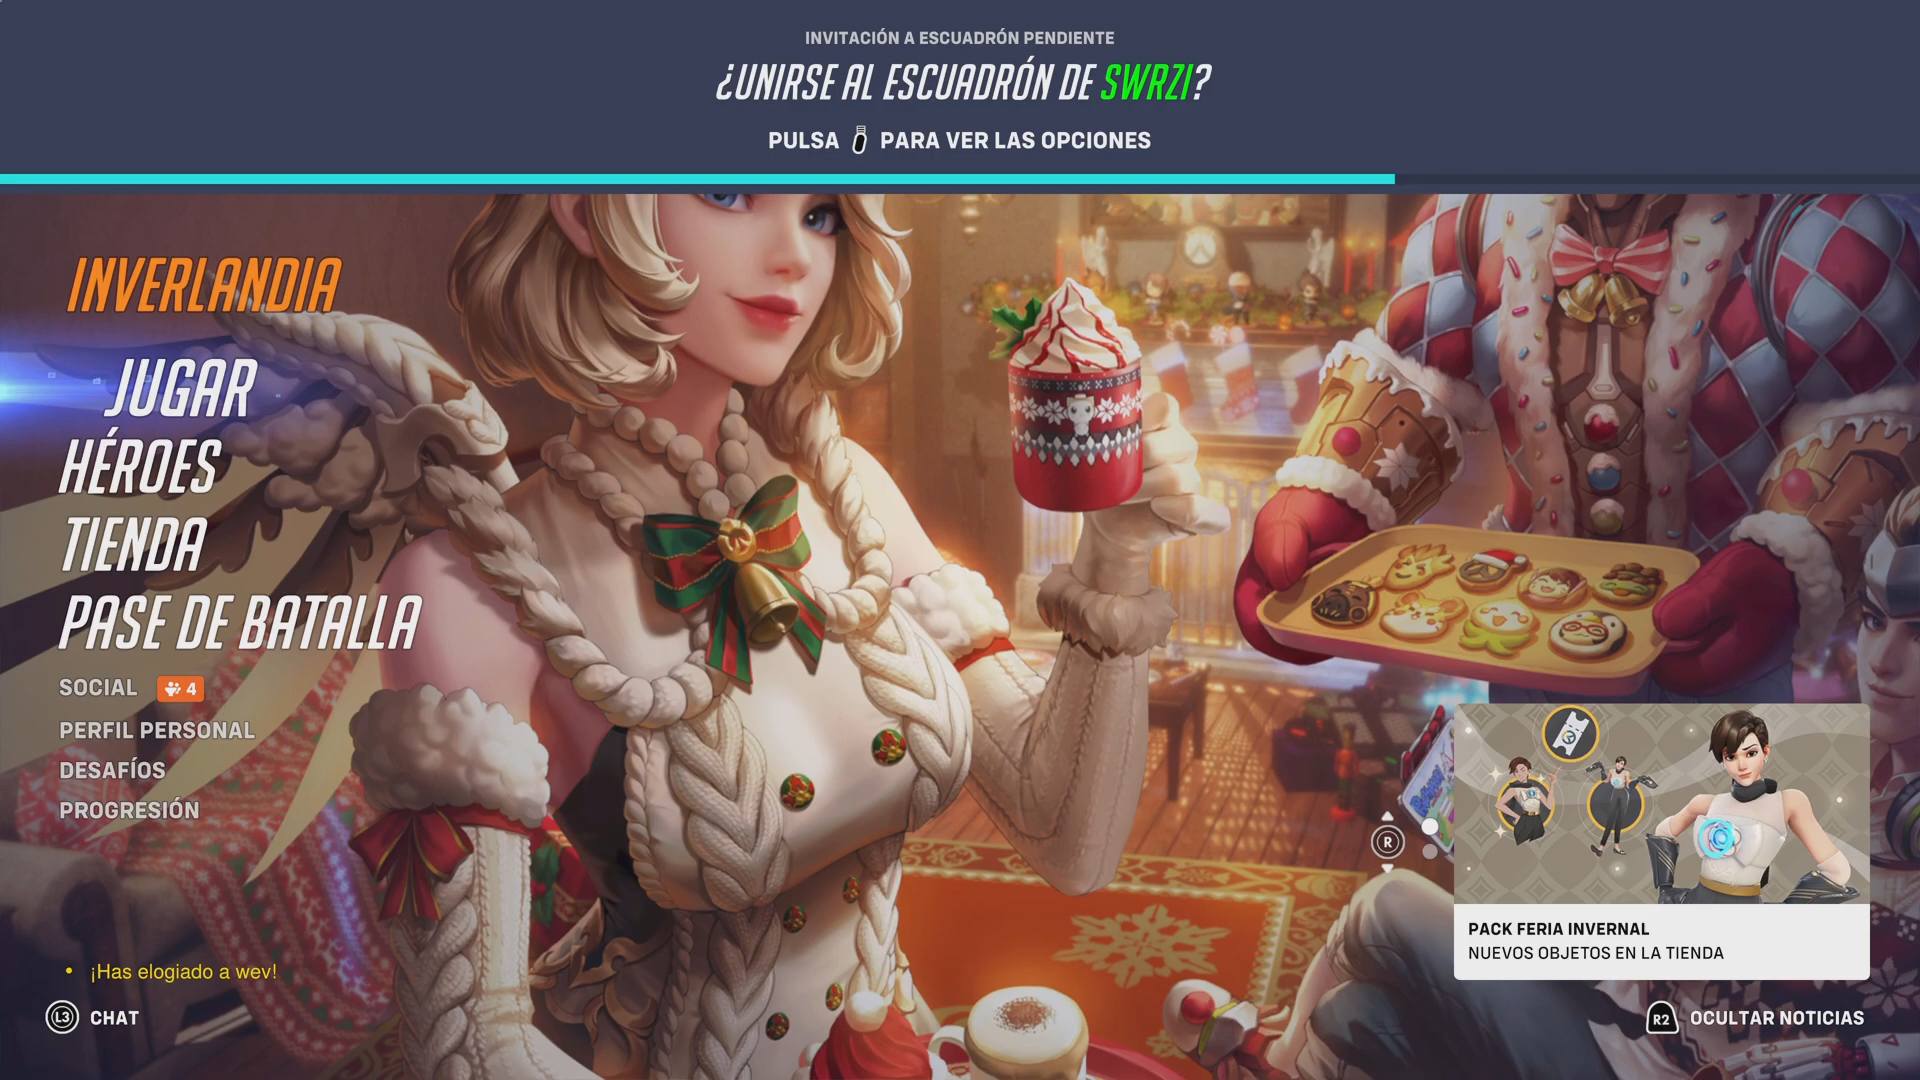 INVITACIÓN A ESCUADRÓN PENDIENTE
¿UNIRSE AL ESCUADRÓN DE SWRZI?
PULSA PARA VER LAS OPCIONES
INVERLANDIA
JUGAR
HÉROES
TIENDA
PASE DE BATALLA
SOCIAL 4
PERFIL PERSONAL
DESAFÍOS
PROGRESIÓN
R
PACK FERIA INVERNAL
NUEVOS OBJETOS EN LA TIENDA
• ¡Has elogiado a wev!
L3 CHAT
R2 OCULTAR NOTICIAS